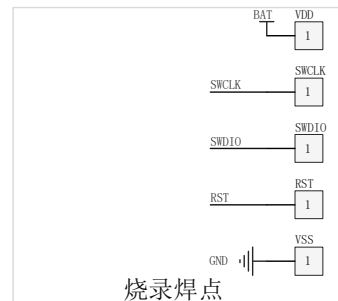 BAT VDD
1
SWCLK
SWCLK 1
SWDIO
SWDIO 1
RST
RST 1
VSS
GND 1
烧录焊点